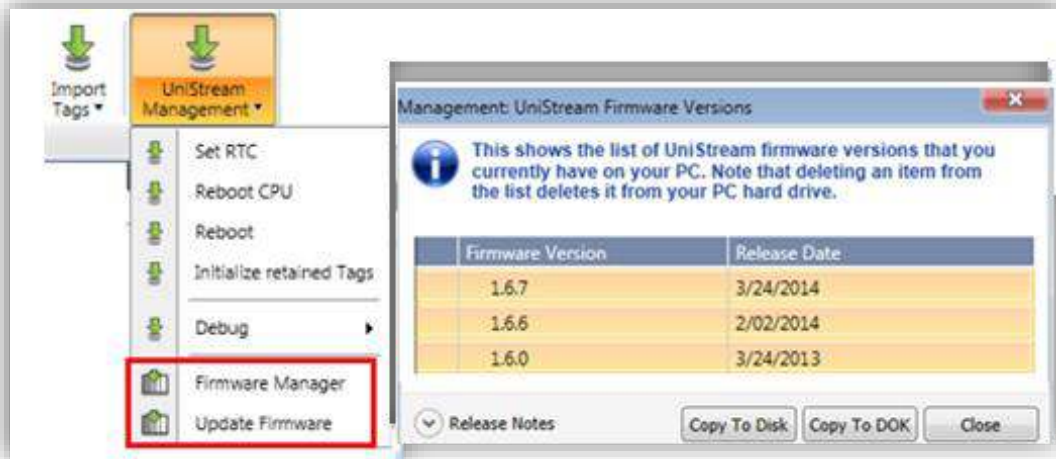 Import
Tags
UniStream
Management
Set RTC
Reboot CPU
Reboot
Initialize retained Tags
Debug
Firmware Manager
Update Firmware
Management: UniStream Firmware Versions
This shows the list of UniStream firmware versions that you
currently have on your PC. Note that deleting an item from
the list deletes it from your PC hard drive.
Firmware Version Release Date
1.6.7 3/24/2014
1.6.6 2/02/2014
1.6.0 3/24/2013
Release Notes Copy To Disk Copy To DOK Close